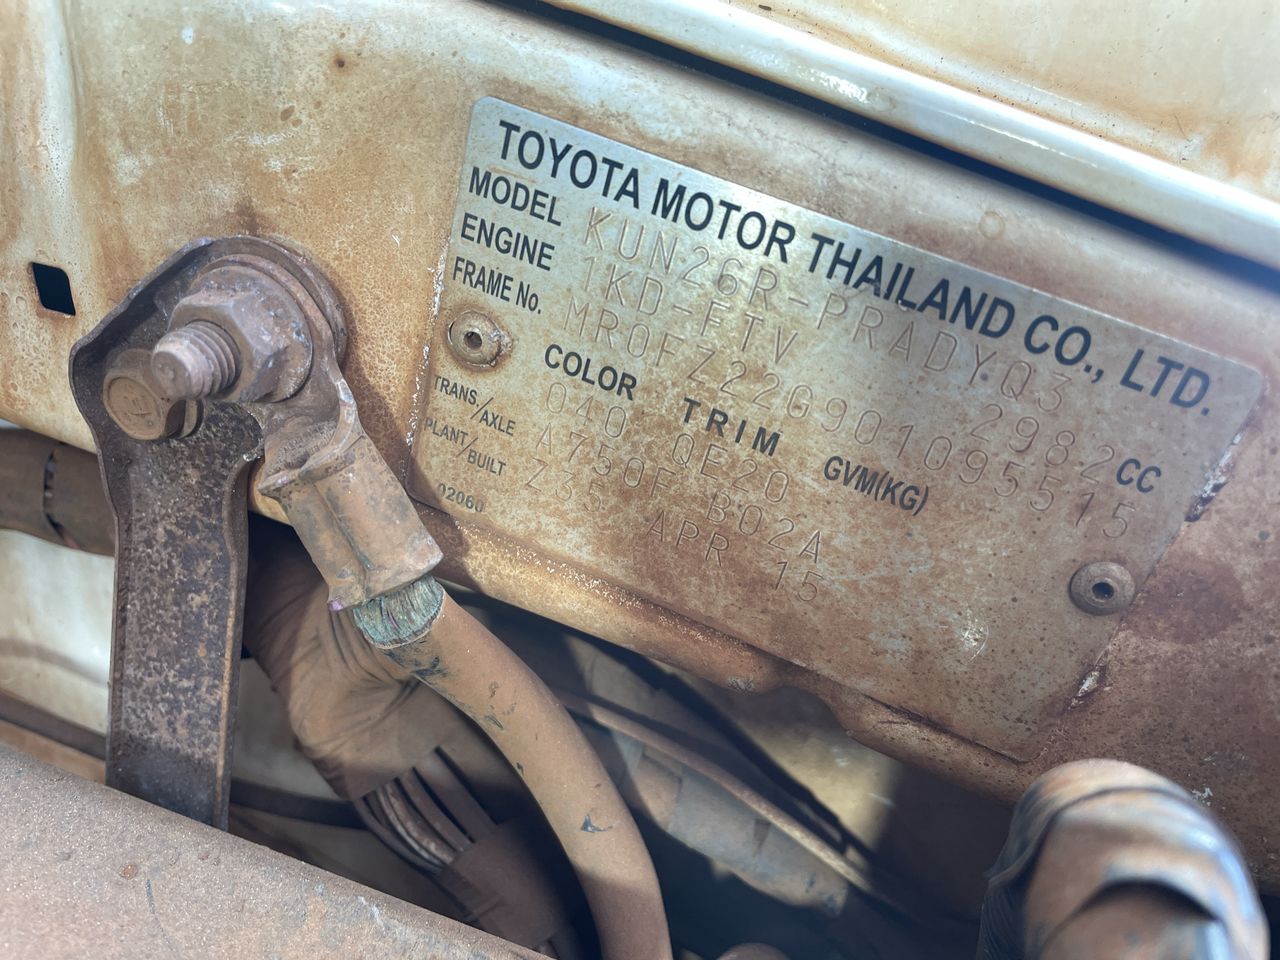 TOYOTA MOTOR THAILAND CO., LTD.
MODEL KUN26R-PRADYQ3
ENGINE 1KD-FTV 2982 CC
FRAME No. MR0FZ22G901095515
COLOR TRIM GVM(KG)
040 QE20
TRANS/AXLE A750F B02A
PLANT/BUILT Z35 APR 15
02060